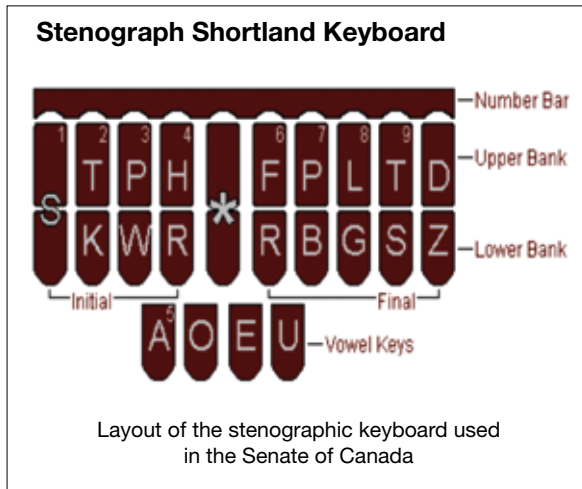 Stenograph Shortland Keyboard
Number Bar
1 2 3 4 6 7 8 9
T P H F P L T D
Upper Bank
S *
K W R R B G S Z
Lower Bank
Initial Final
5
A O E U
Vowel Keys
Layout of the stenographic keyboard used
in the Senate of Canada